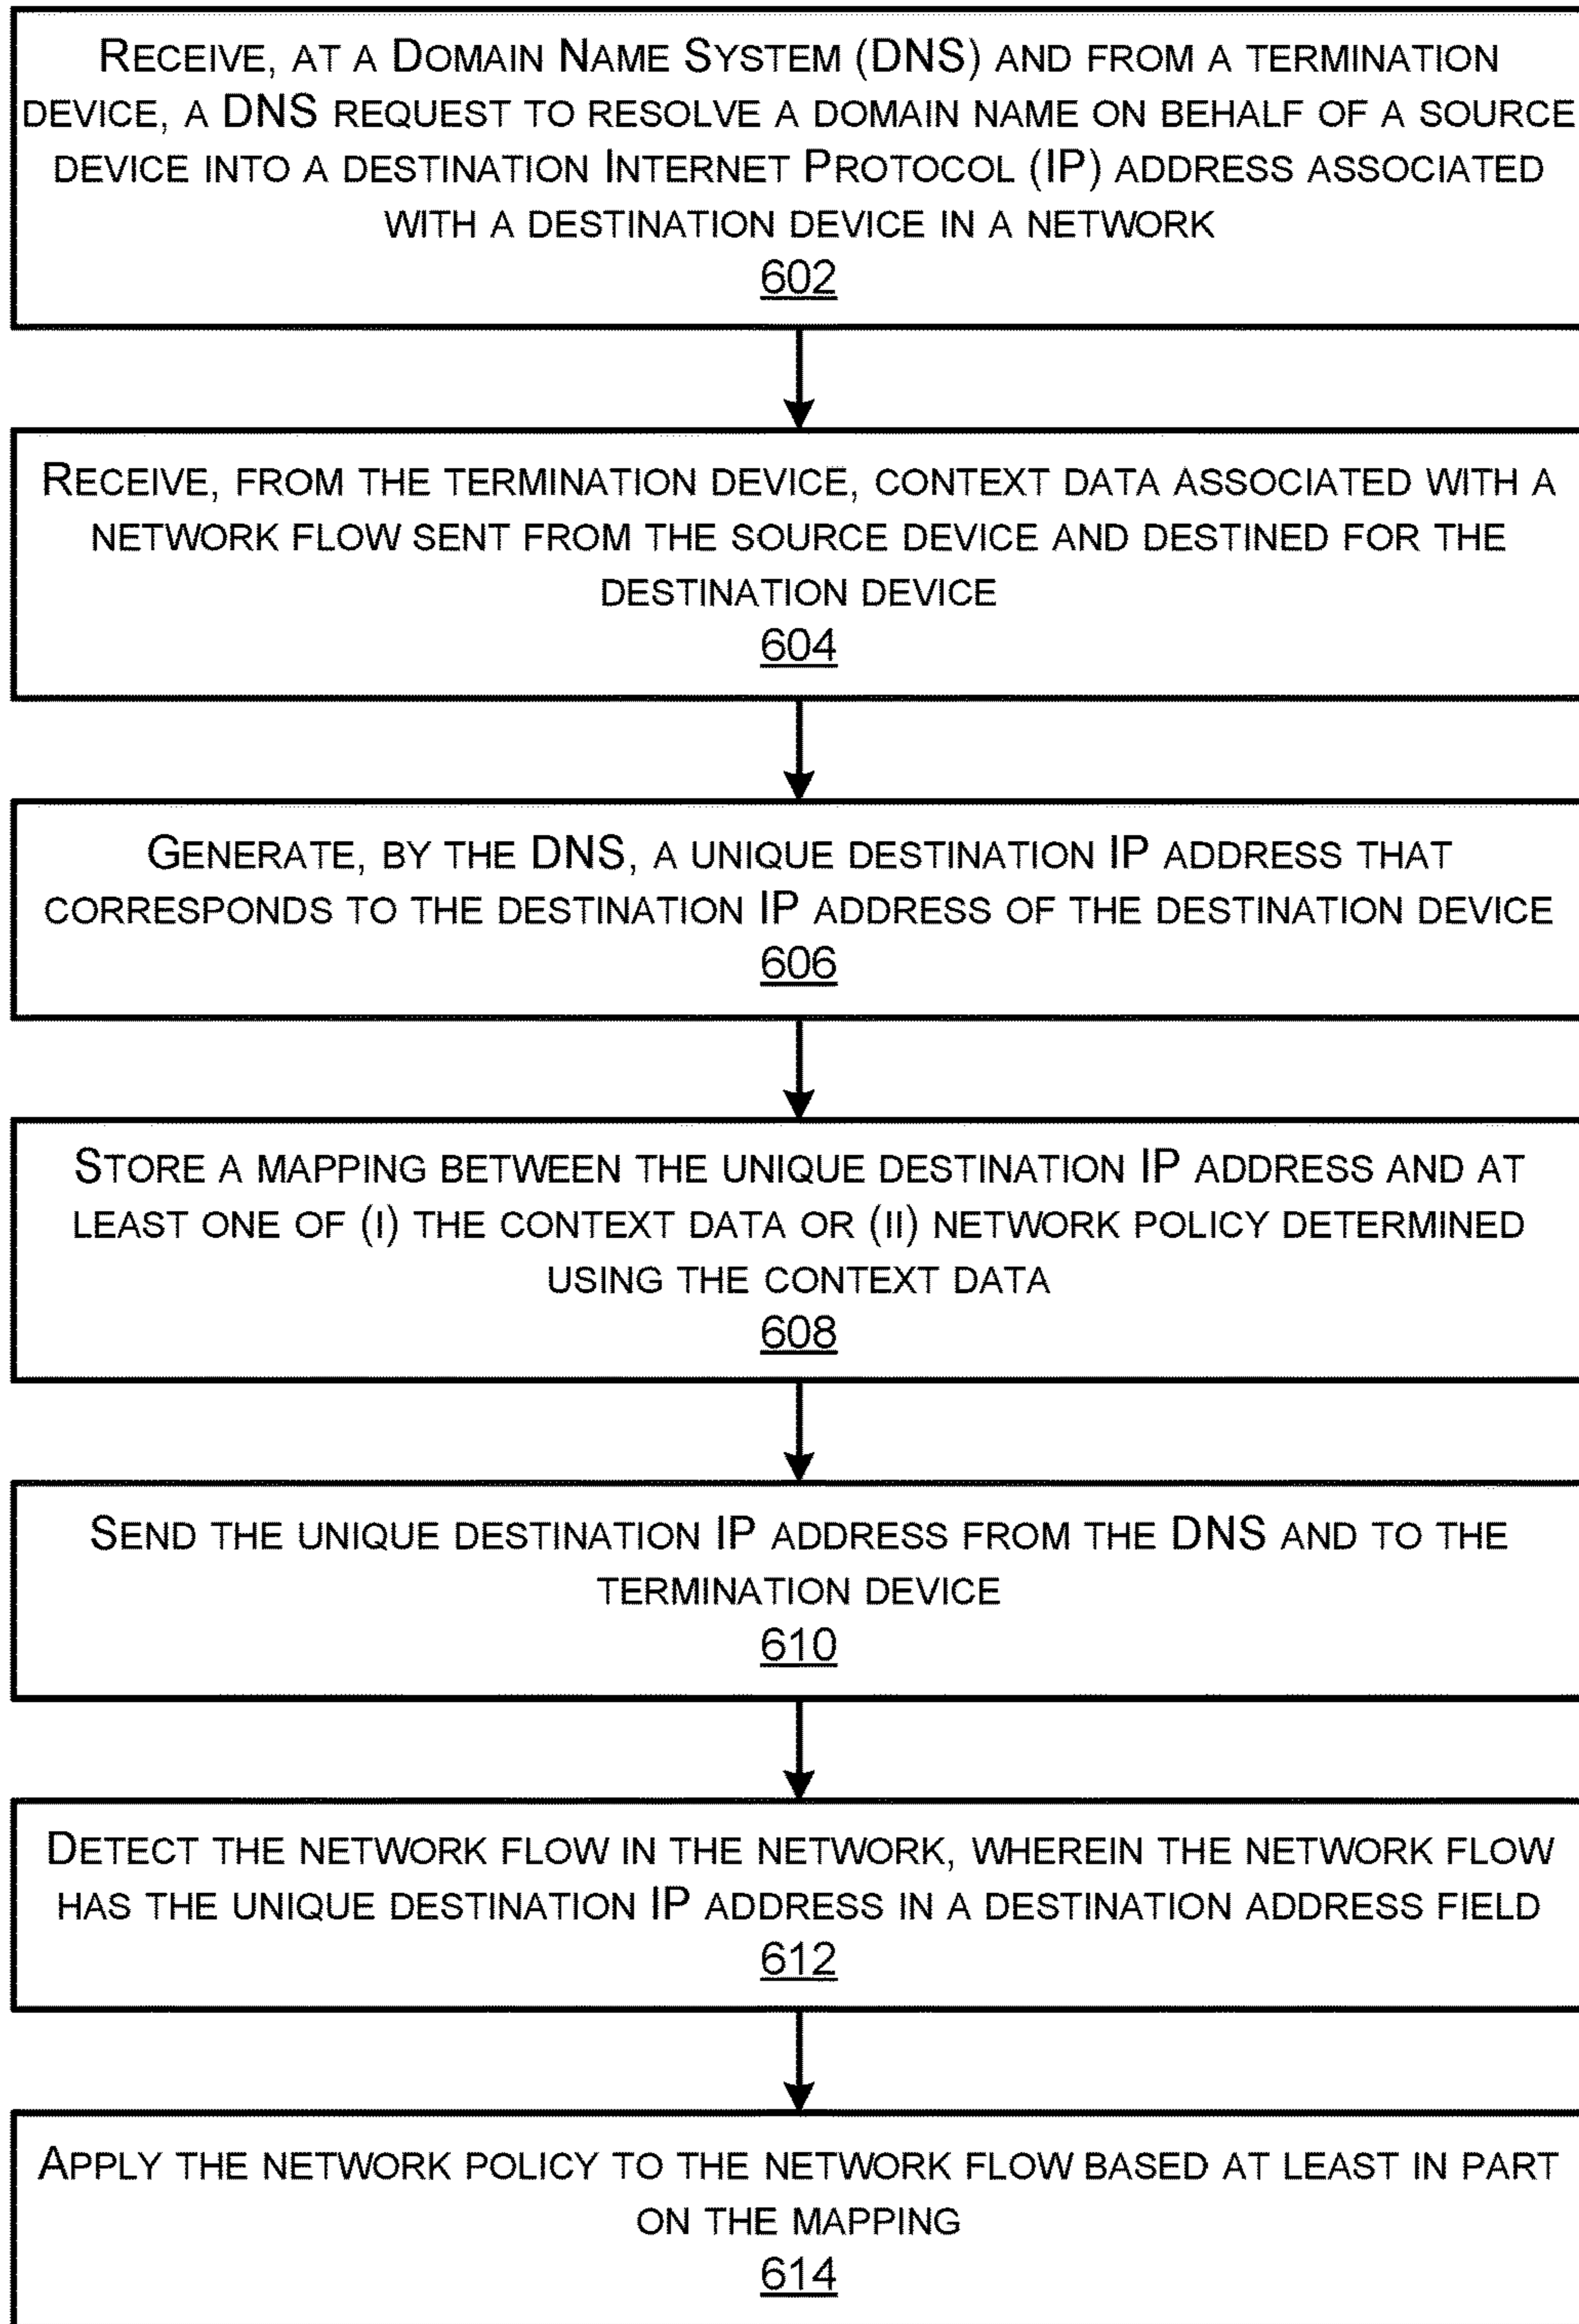 RECEIVE, AT A DOMAIN NAME SYSTEM (DNS) AND FROM A TERMINATION
DEVICE, A DNS REQUEST TO RESOLVE A DOMAIN NAME ON BEHALF OF A SOURCE
DEVICE INTO A DESTINATION INTERNET PROTOCOL (IP) ADDRESS ASSOCIATED
WITH A DESTINATION DEVICE IN A NETWORK
602
RECEIVE, FROM THE TERMINATION DEVICE, CONTEXT DATA ASSOCIATED WITH A
NETWORK FLOW SENT FROM THE SOURCE DEVICE AND DESTINED FOR THE
DESTINATION DEVICE
604
GENERATE, BY THE DNS, A UNIQUE DESTINATION IP ADDRESS THAT
CORRESPONDS TO THE DESTINATION IP ADDRESS OF THE DESTINATION DEVICE
606
STORE A MAPPING BETWEEN THE UNIQUE DESTINATION IP ADDRESS AND AT
LEAST ONE OF (I) THE CONTEXT DATA OR (II) NETWORK POLICY DETERMINED
USING THE CONTEXT DATA
608
SEND THE UNIQUE DESTINATION IP ADDRESS FROM THE DNS AND TO THE
TERMINATION DEVICE
610
DETECT THE NETWORK FLOW IN THE NETWORK, WHEREIN THE NETWORK FLOW
HAS THE UNIQUE DESTINATION IP ADDRESS IN A DESTINATION ADDRESS FIELD
612
APPLY THE NETWORK POLICY TO THE NETWORK FLOW BASED AT LEAST IN PART
ON THE MAPPING
614